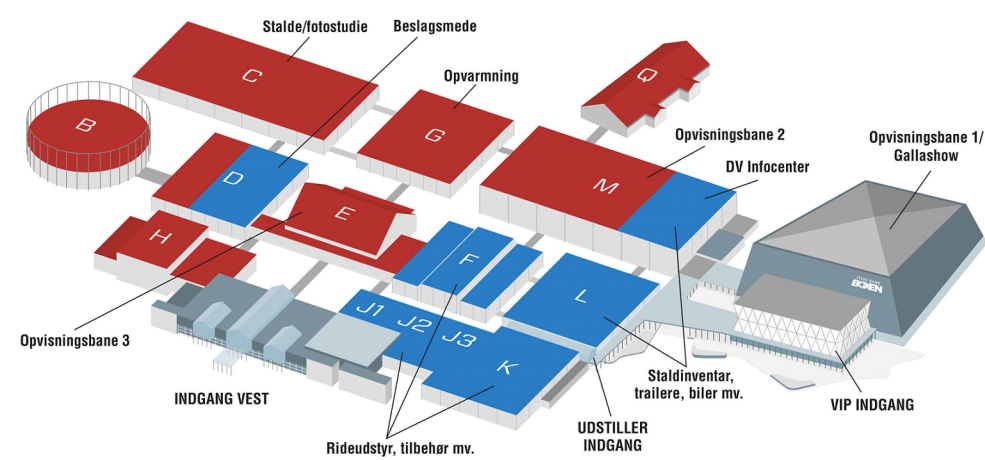 Stalde/fotostudie
Beslagsmede
Opvarmning
Opvisningsbane 2
Opvisningsbane 1/
Gallashow
DV Infocenter
C
Q
B
G
D
M
E
H
F
L
J1
J2
J3
K
BOXEN
Opvisningsbane 3
INDGANG VEST
Rideudstyr, tilbehør mv.
UDSTILLER
INDGANG
Staldinventar,
trailere, biler mv.
VIP INDGANG